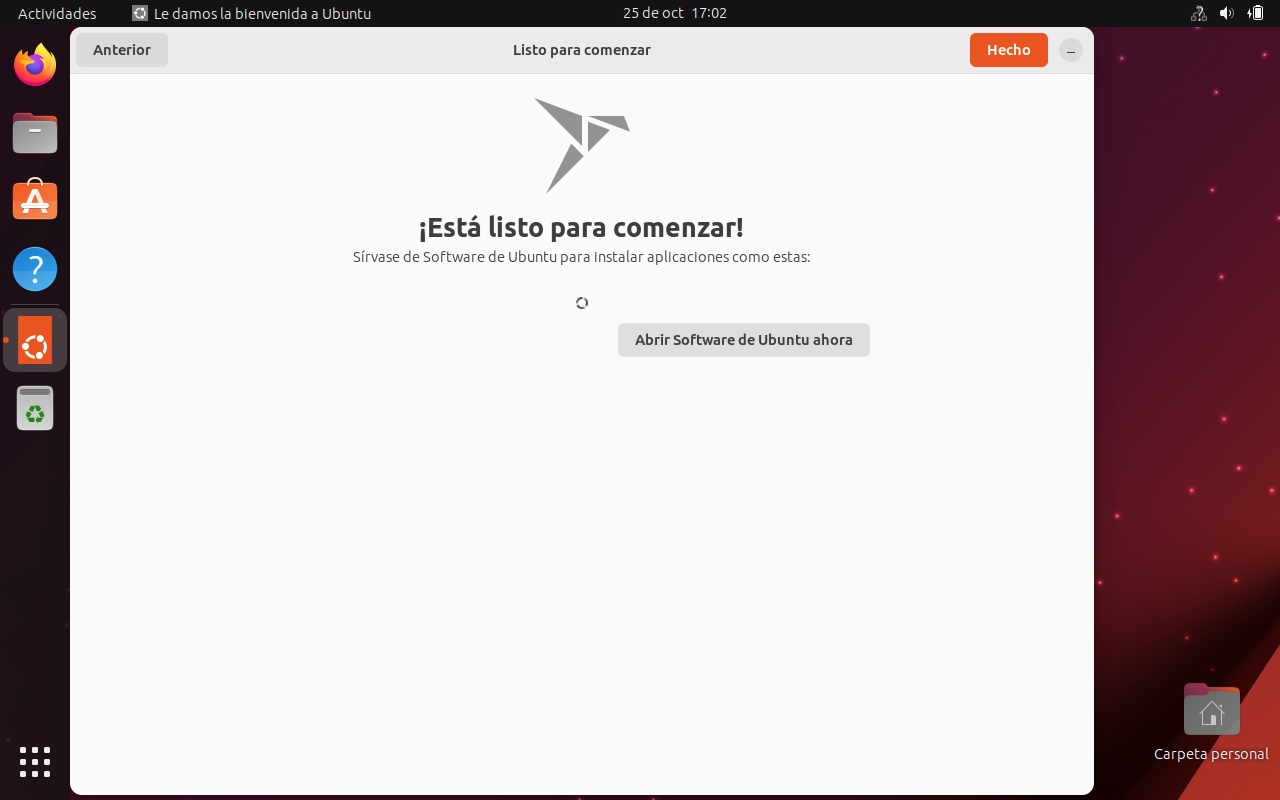 Actividades
Le damos la bienvenida a Ubuntu
25 de oct 17:02
Anterior
Listo para comenzar
Hecho
¡Está listo para comenzar!
Sírvase de Software de Ubuntu para instalar aplicaciones como estas:
Abrir Software de Ubuntu ahora
Carpeta personal